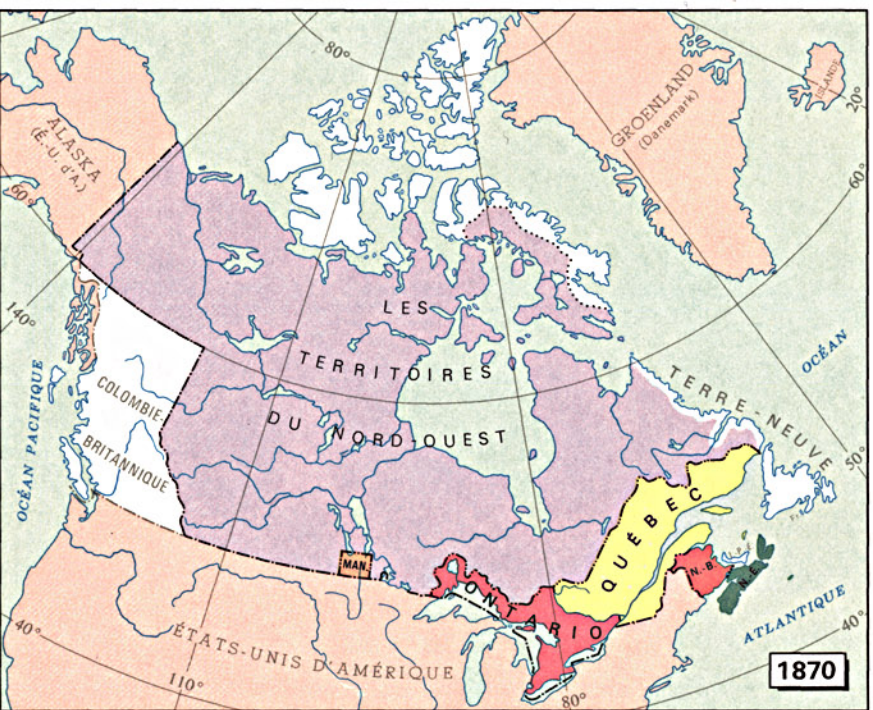 80°
ALASKA
(É.-U. d'A.)
GROENLAND
(Danemark)
ISLANDE
20°
60°
60°
140°
LES
TERRITOIRES
DU NORD-OUEST
OCÉAN
TERRE-NEUVE
OCÉAN PACIFIQUE
COLOMBIE-
BRITANNIQUE
50°
QUÉBEC
MAN.
ONTARIO
N.-B.
Î.-P.-É.
N.-É.
ATLANTIQUE
40°
ÉTATS-UNIS D'AMÉRIQUE
40°
110°
80°
1870